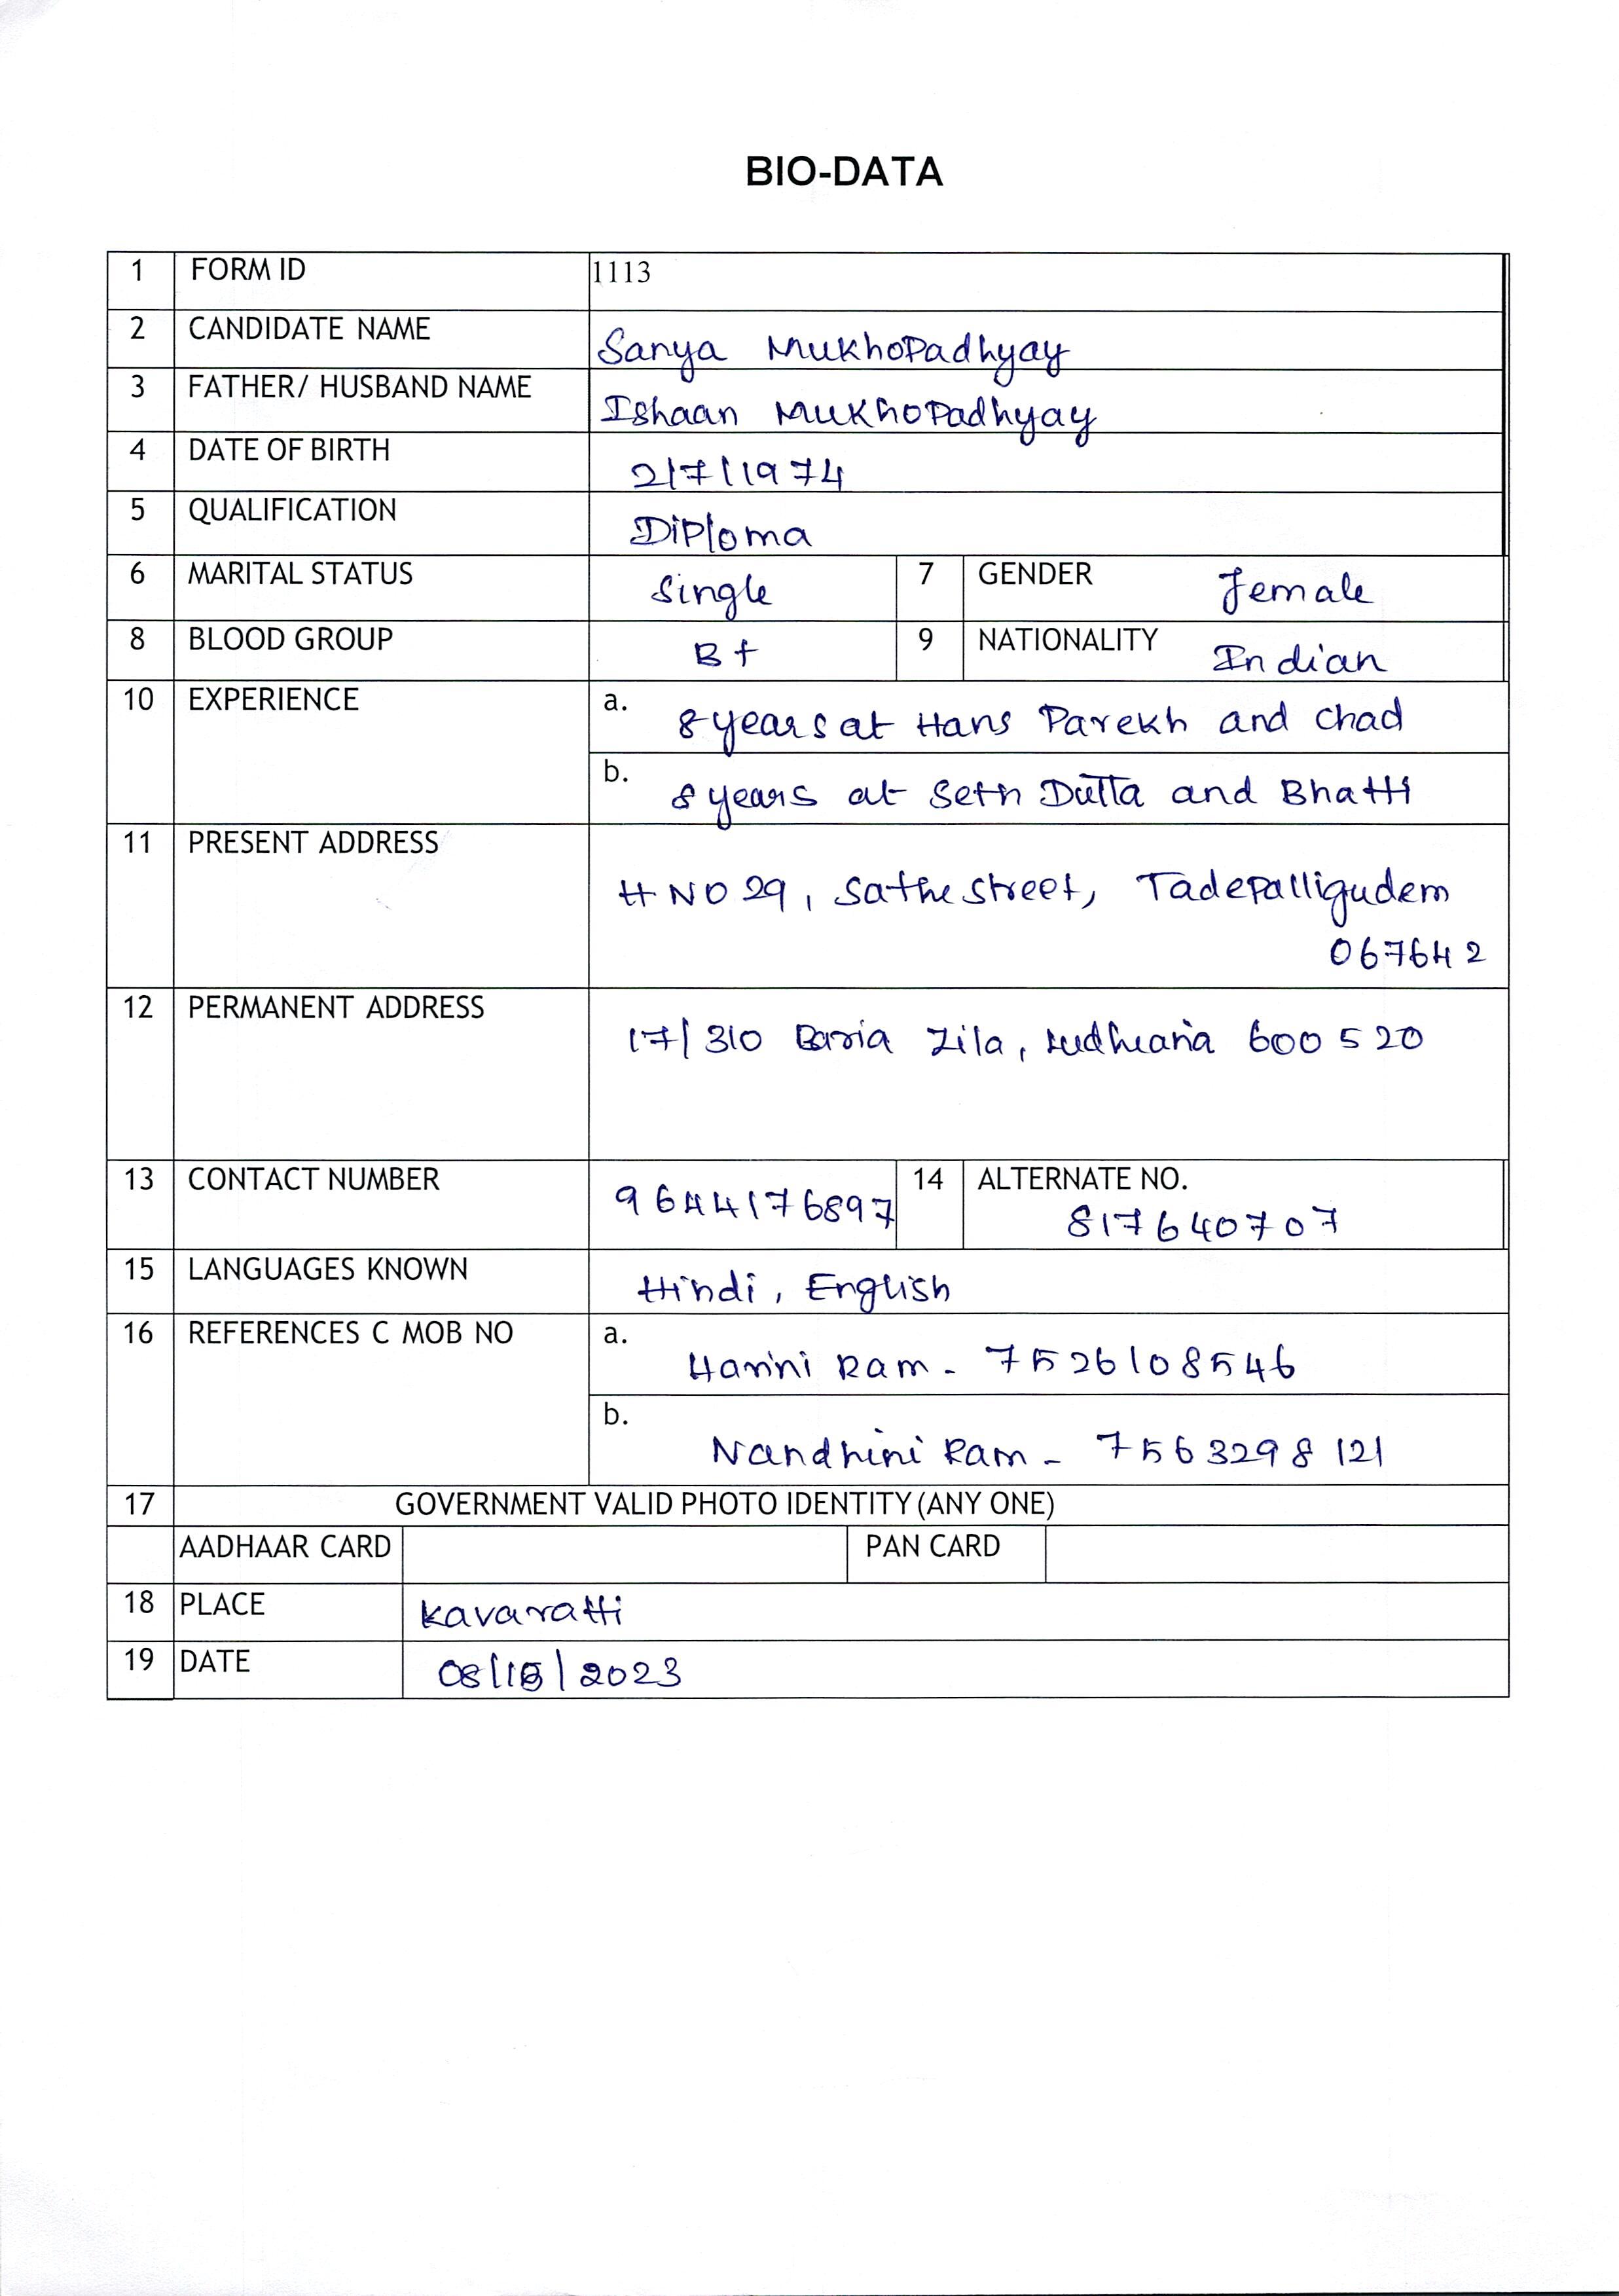 BIO-DATA
1 FORM ID 1113
2 CANDIDATE NAME Sanya Mukhopadhyay
3 FATHER/ HUSBAND NAME Ishaan Mukhopadhyay
4 DATE OF BIRTH 2/7/1974
5 QUALIFICATION Diploma
6 MARITAL STATUS Single 7 GENDER Female
8 BLOOD GROUP B+ 9 NATIONALITY Indian
10 EXPERIENCE a. 8 years at Hans Parekh and Chad
b. 8 years at Seth Dutta and Bhatti
11 PRESENT ADDRESS
H NO 29, Sathe Street, Tadepalligudem
067642
12 PERMANENT ADDRESS
17/310 Baria Zila, Ludhiana 600520
13 CONTACT NUMBER 9644176897 14 ALTERNATE NO.
817640707
15 LANGUAGES KNOWN Hindi, English
16 REFERENCES C MOB NO a. Harini Ram - 7526108546
b. Nandhini Ram - 7563298121
17 GOVERNMENT VALID PHOTO IDENTITY (ANY ONE)
AADHAAR CARD PAN CARD
18 PLACE Kavaratti
19 DATE 2023